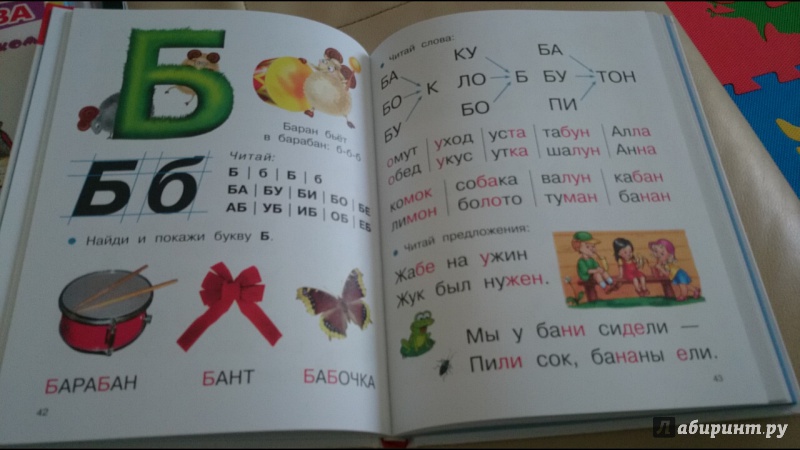 ВА
Б
Баран бьёт
в барабан: б-б-б
Б б
Читай:
Б | б | Б | б
БА | БУ | БИ | БО | БЕ
АБ | УБ | ИБ | ОБ | ЕБ
Найди и покажи букву Б.
БАРАБАН БАНТ БАБОЧКА
42
Читай слова:
БА БО БУ К
КУ ЛО БО Б
БА БУ ПИ ТОН
омут уход уста табун Алла
обед укус утка шалун Анна
комок собака валун кабан
лимон болото туман банан
Читай предложения:
Жабе на ужин
Жук был нужен.
Мы у бани сидели —
Пили сок, бананы ели.
43
Лабиринт.ру